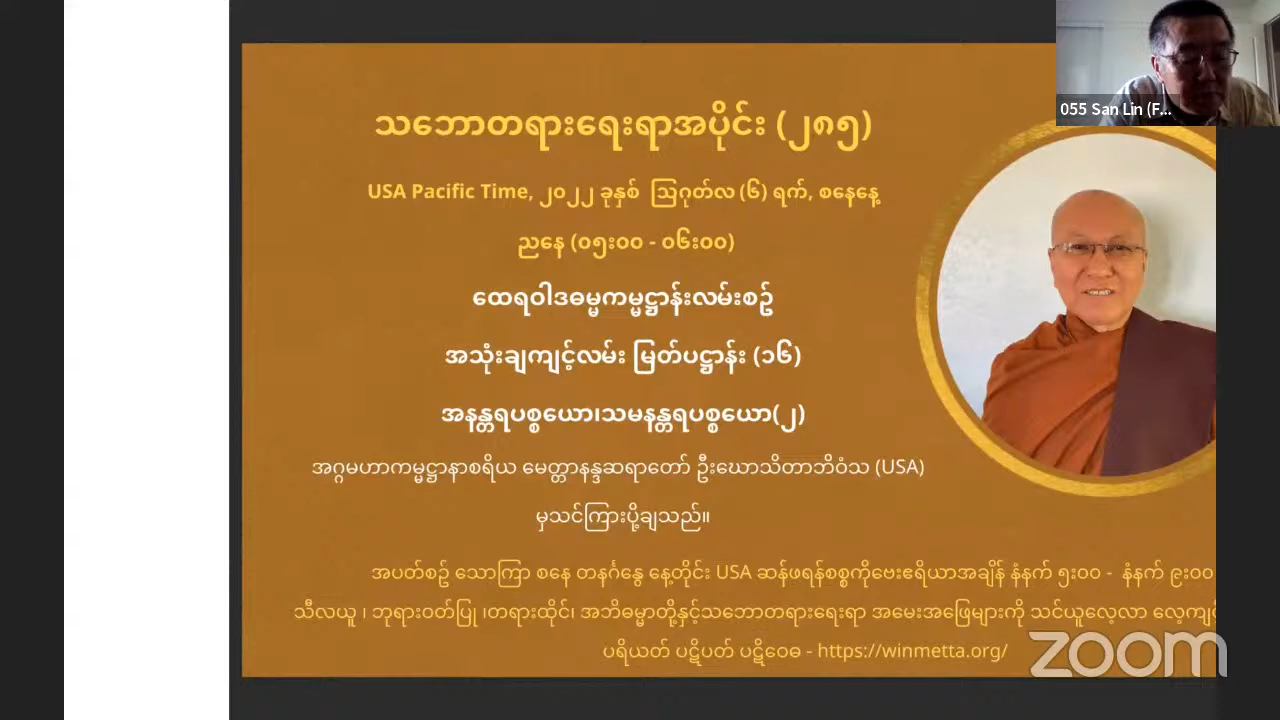 055 San Lin (F...
သဘောတရားရေးရာအပိုင်း (၂၈၅)
USA Pacific Time, ၂၀၂၂ ခုနှစ် ဩဂုတ်လ (၆) ရက်, စနေနေ့
ညနေ (၀၅း၀၀ - ၀၆း၀၀)
ထေရဝါဒဓမ္မကမ္မဋ္ဌာန်းလမ်းစဥ်
အသုံးချကျင့်လမ်း မြတ်ပဋ္ဌာန်း (၁၆)
အနန္တရပစ္စယော၊သမနန္တရပစ္စယော(၂)
အဂ္ဂမဟာကမ္မဋ္ဌာနာစရိယ မေတ္တာနန္ဒဆရာတော် ဦးဃောသိတာဘိဝံသ (USA)
မှသင်ကြားပို့ချသည်။
အပတ်စဥ် သောကြာ စနေ တနင်္ဂနွေ နေ့တိုင်း USA ဆန်ဖရန်စစ္စကိုဗေးဧရိယာအချိန် နံနက် ၅း၀၀ - နံနက် ၉း၀၀
သီလယူ ၊ ဘုရားဝတ်ပြု ၊တရားထိုင်၊ အဘိဓမ္မာတို့နှင့်သဘောတရားရေးရာ အမေးအဖြေများကို သင်ယူလေ့လာ
ပရိယတ် ပဋိပတ် ပဋိဝေဓ - https://winmetta.org/
zoom